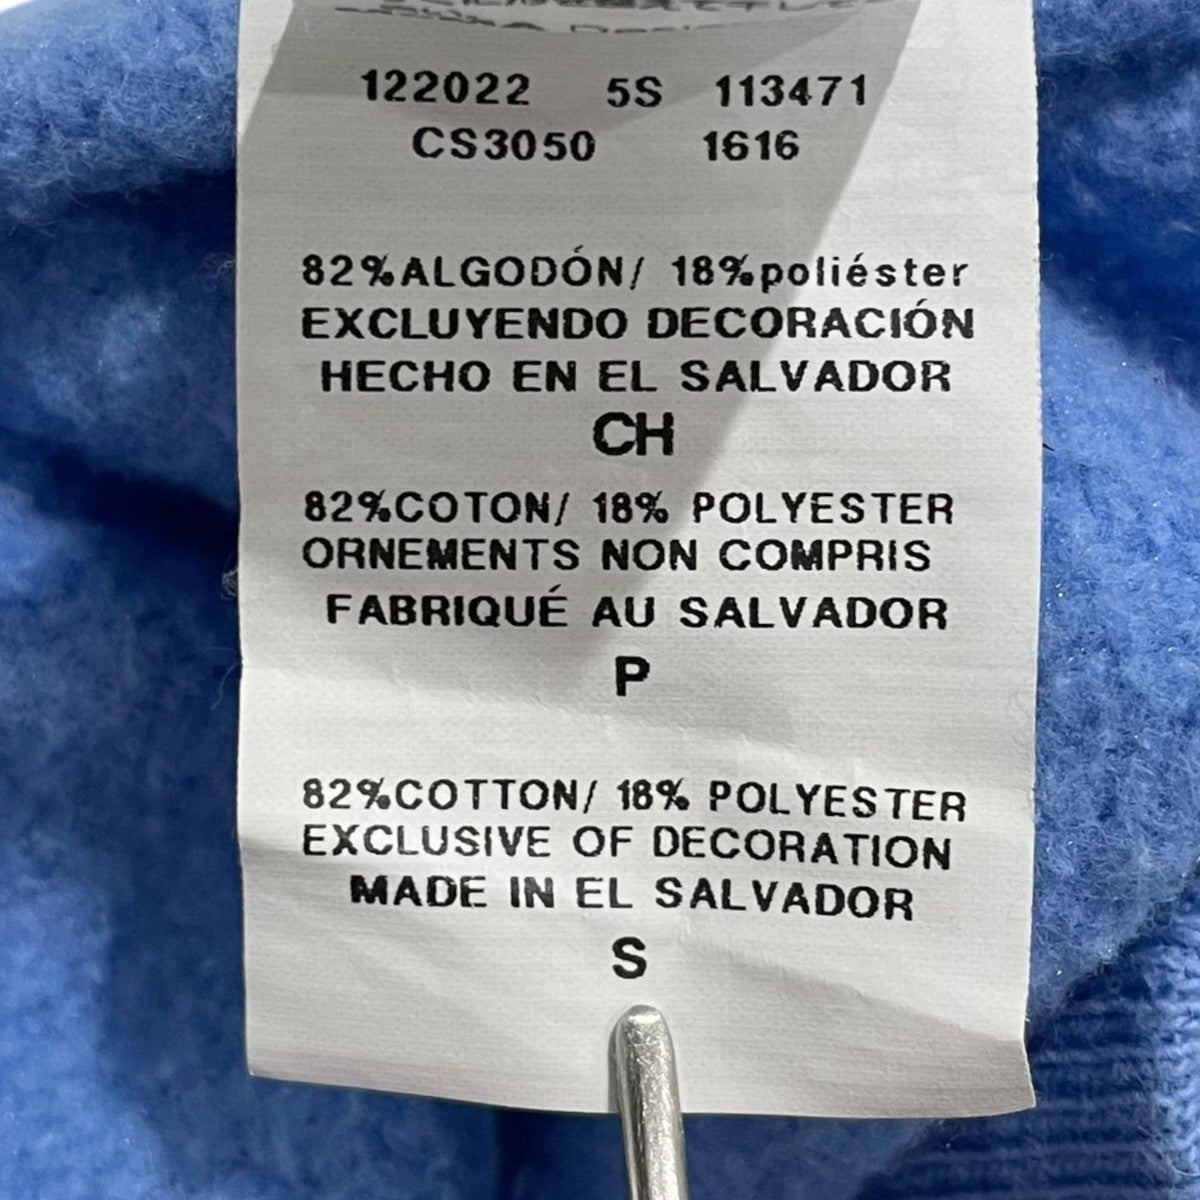 122022 5S 113471
CS3050 1616
82%ALGODÓN/ 18%poliéster
EXCLUYENDO DECORACIÓN
HECHO EN EL SALVADOR
CH
82%COTON/ 18% POLYESTER
ORNEMENTS NON COMPRIS
FABRIQUÉ AU SALVADOR
P
82%COTTON/ 18% POLYESTER
EXCLUSIVE OF DECORATION
MADE IN EL SALVADOR
S